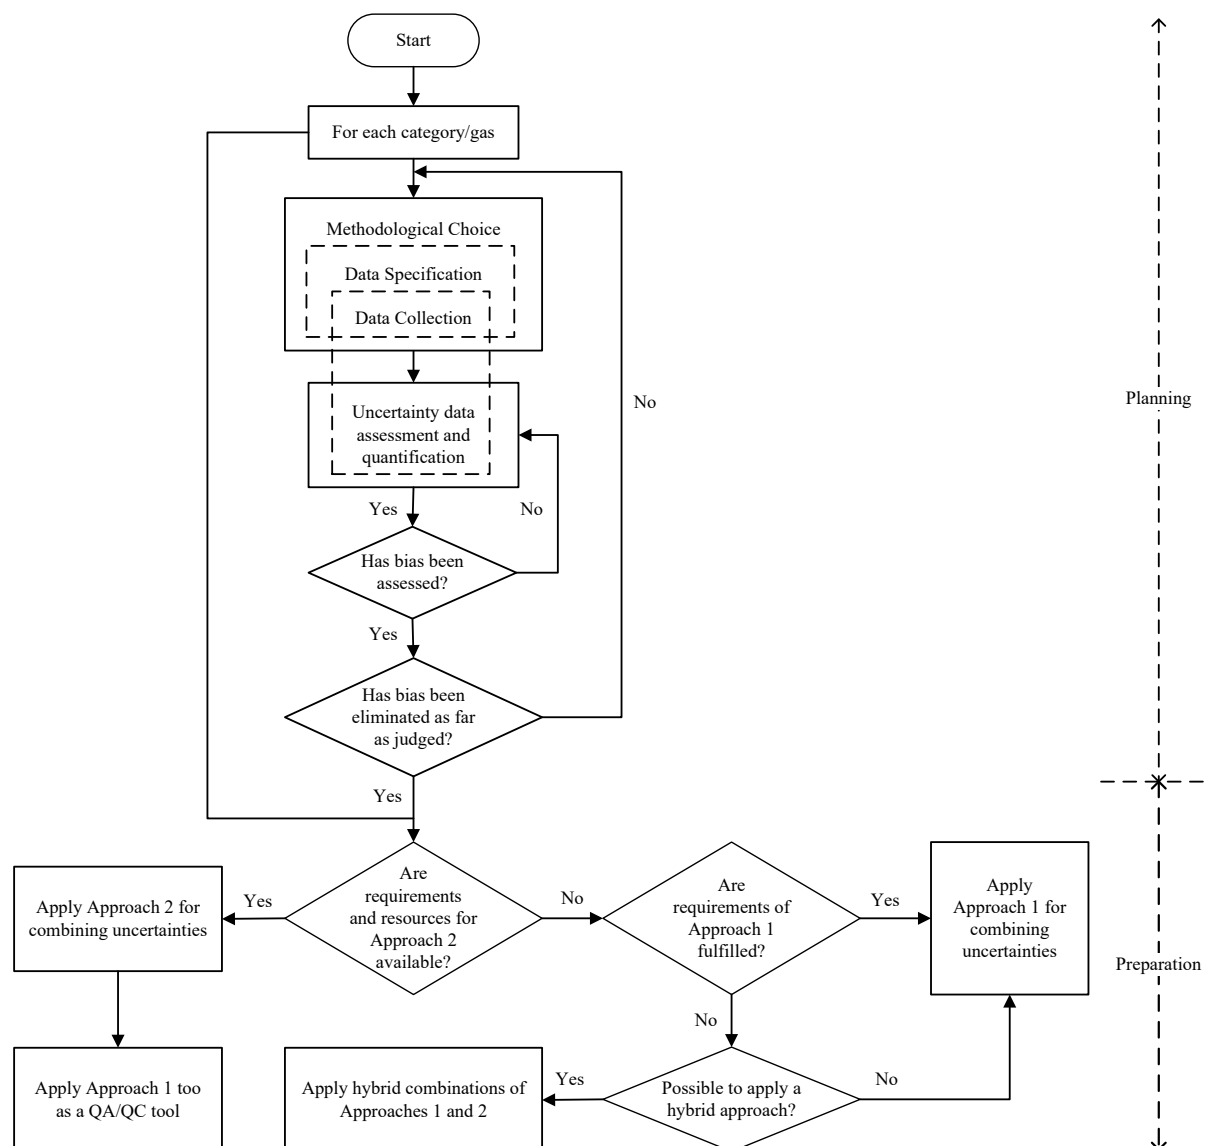 Start
For each category/gas
Methodological Choice
Data Specification
Data Collection
No
Planning
Uncertainty data
assessment and
quantification
Yes
No
Has bias been
assessed?
Yes
Has bias been
eliminated as far
as judged?
Yes
Apply Approach 2 for
combining uncertainties
Yes
Are
requirements
and resources for
Approach 2
available?
No
Are
requirements of
Approach 1
fulfilled?
Yes
Apply
Approach 1 for
combining
uncertainties
Preparation
No
Apply Approach 1 too
as a QA/QC tool
Apply hybrid combinations of
Approaches 1 and 2
Yes
Possible to apply a
hybrid approach?
No